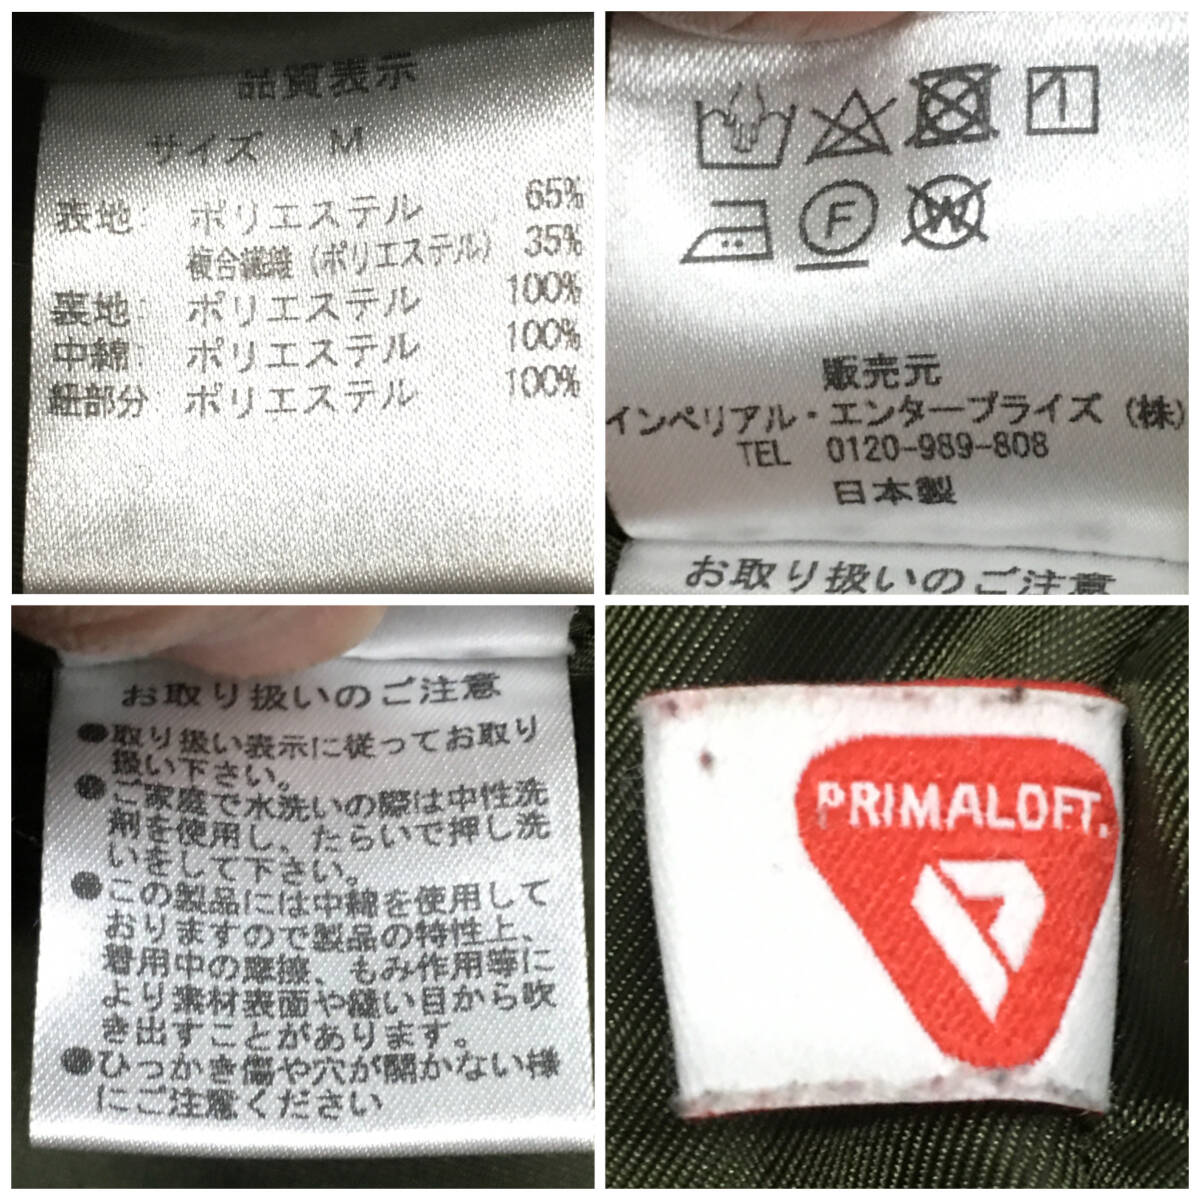 品質表示
サイズ M
表地: ポリエステル 65%
複合繊維(ポリエステル) 35%
裏地: ポリエステル 100%
中綿: ポリエステル 100%
紐部分: ポリエステル 100%
F
W
販売元
インペリアル・エンタープライズ(株)
TEL 0120-989-808
日本製
お取り扱いのご注意
お取り扱いのご注意
●取り扱い表示に従ってお取り
扱い下さい。
●ご家庭で水洗いの際は中性洗
剤を使用し、たらいで押し洗
いをして下さい。
●この製品には中綿を使用して
おりますので製品の特性上、
着用中の摩擦、もみ作用等に
より素材表面や縫い目から吹
き出すことがあります。
●ひっかき傷や穴が開かない様
にご注意ください
PRIMALOFT.